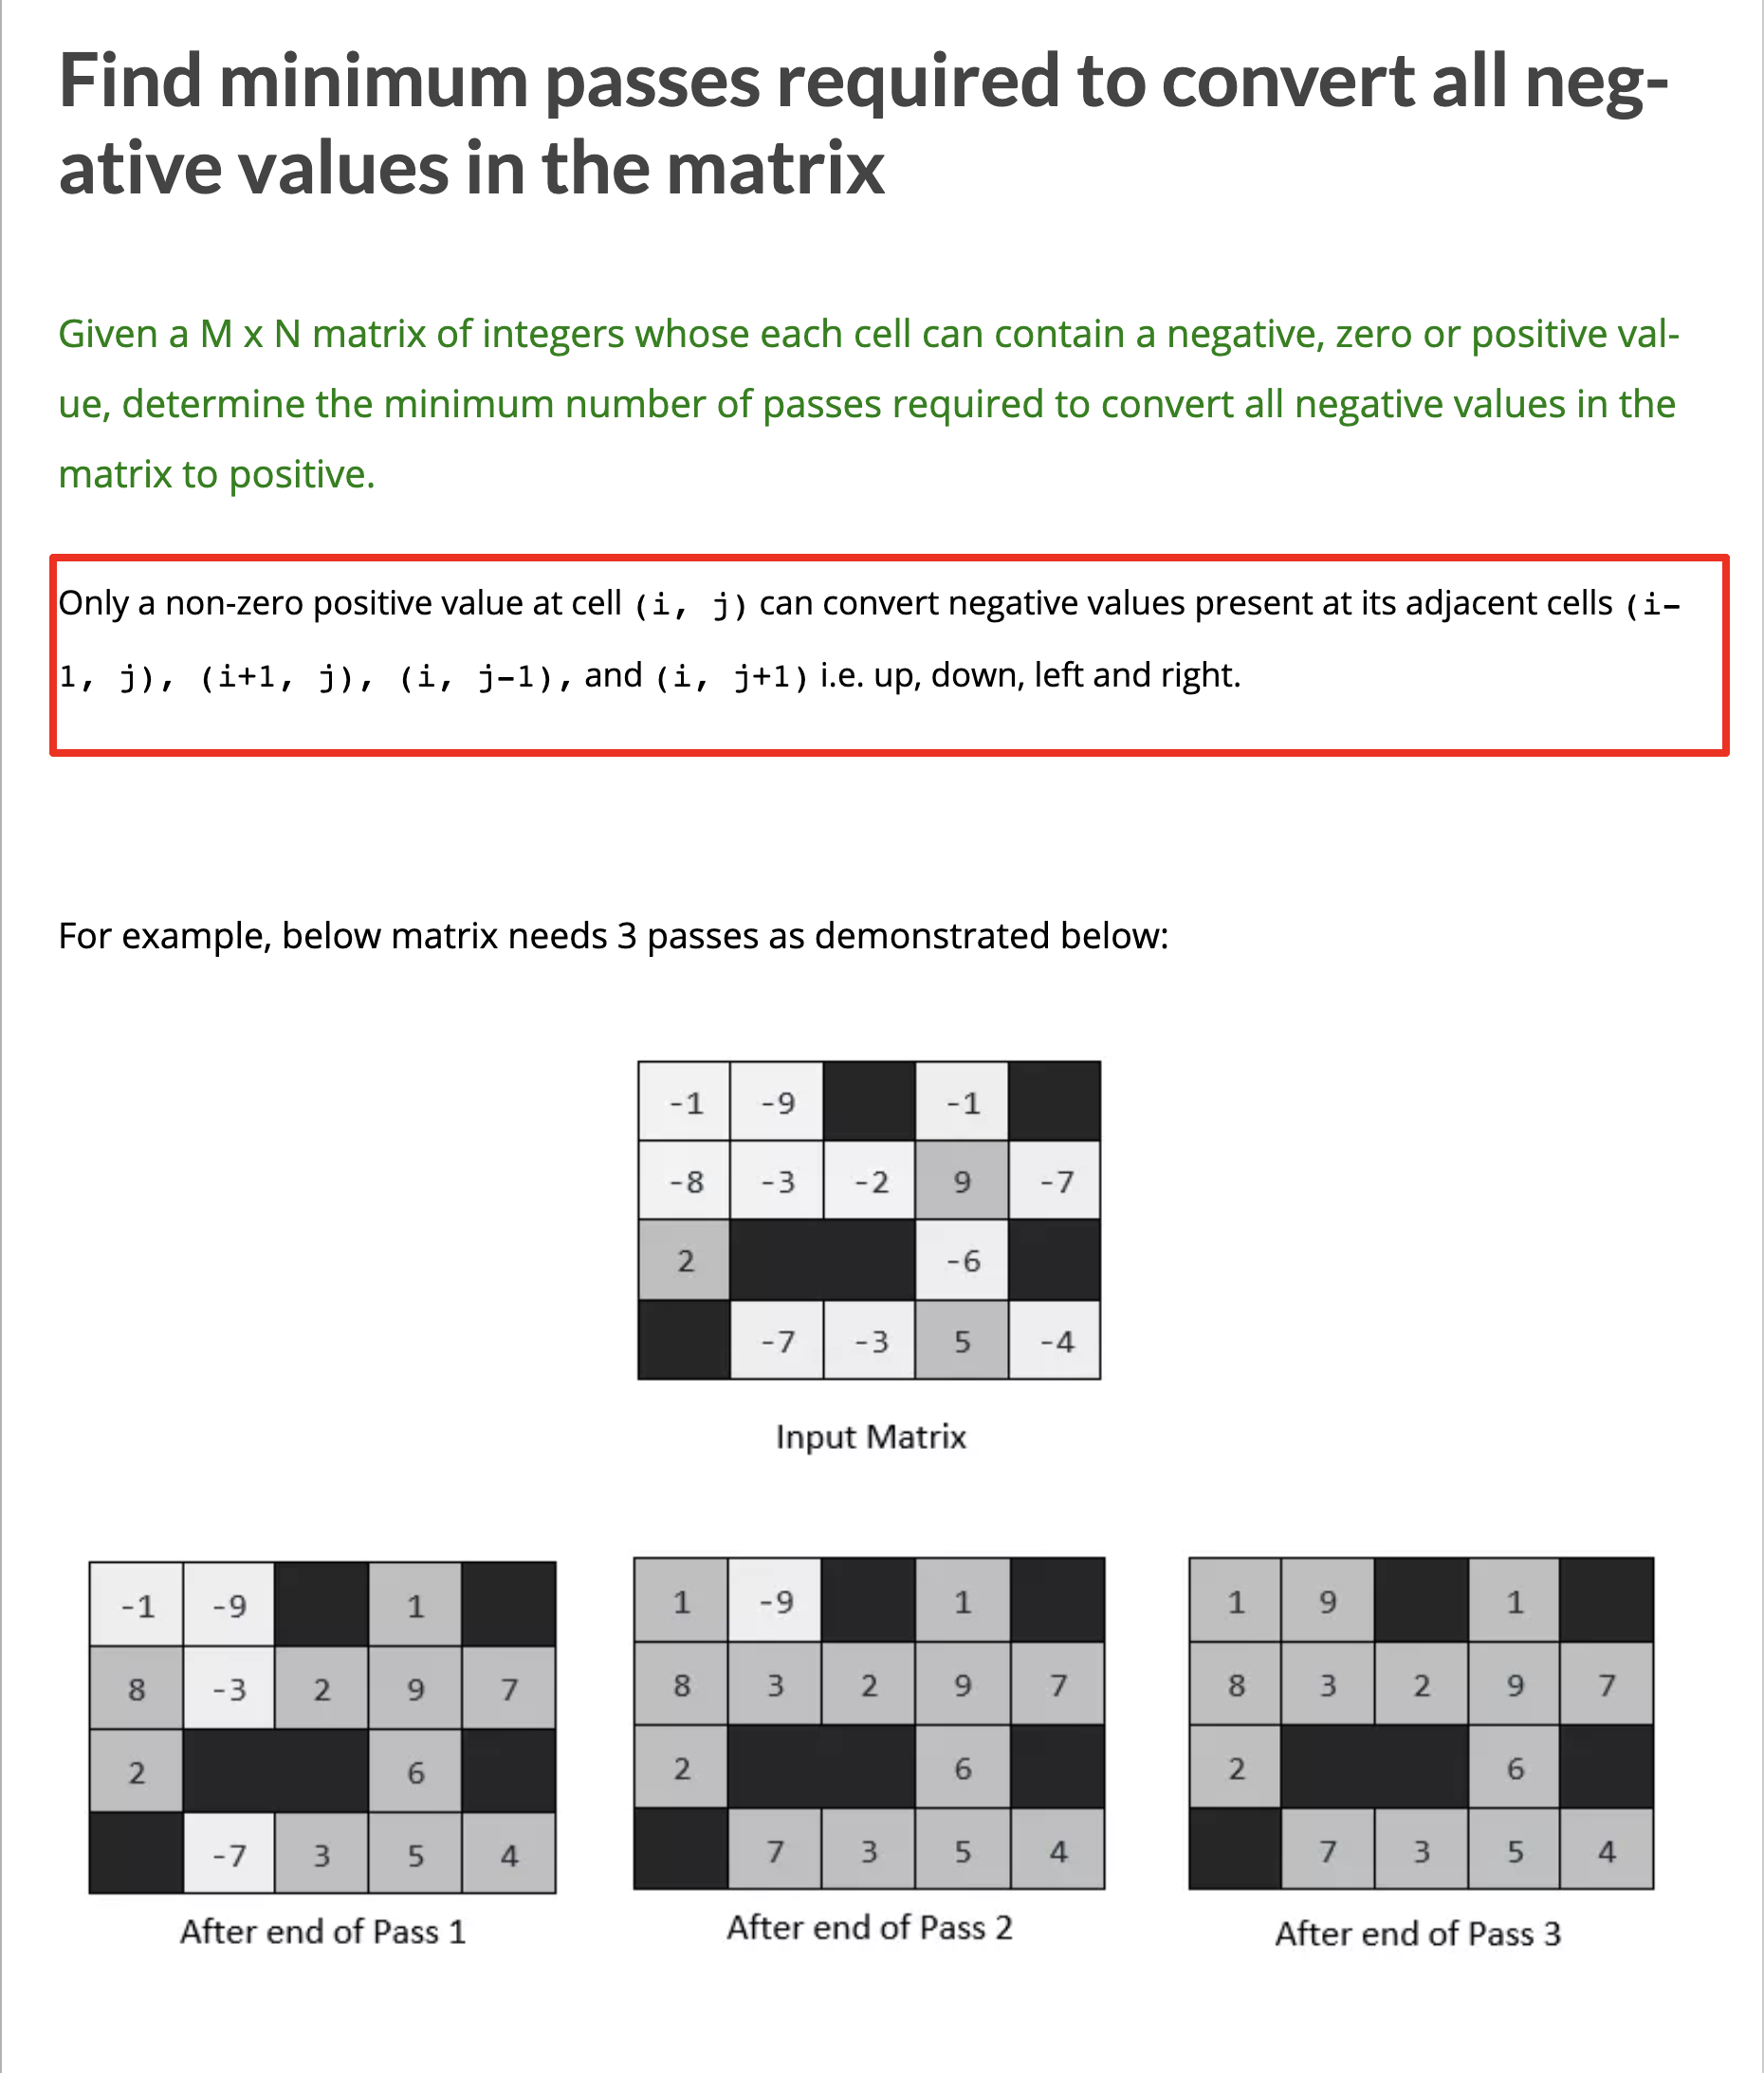 Find minimum passes required to convert all neg-
ative values in the matrix
Given a M x N matrix of integers whose each cell can contain a negative, zero or positive val-
ue, determine the minimum number of passes required to convert all negative values in the
matrix to positive.
Only a non-zero positive value at cell (i, j) can convert negative values present at its adjacent cells (i-
1, j), (i+1, j), (i, j-1), and (i, j+1) i.e. up, down, left and right.
For example, below matrix needs 3 passes as demonstrated below:
-1 -9 -1
-8 -3 -2 9 -7
2 -6
-7 -3 5 -4
Input Matrix
-1 -9 1
8 -3 2 9 7
2 6
-7 3 5 4
After end of Pass 1
1 -9 1
8 3 2 9 7
2 6
7 3 5 4
After end of Pass 2
1 9 1
8 3 2 9 7
2 6
7 3 5 4
After end of Pass 3